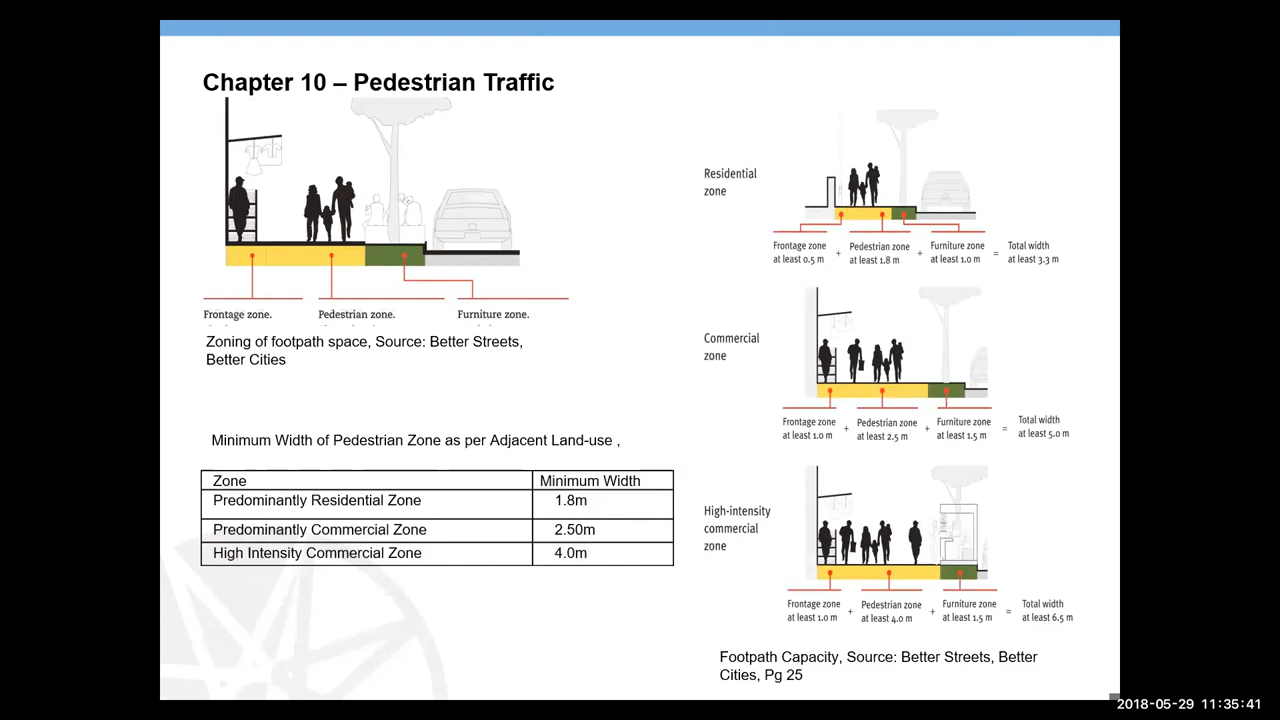 Chapter 10 – Pedestrian Traffic
Frontage zone.
Pedestrian zone.
Furniture zone.
Zoning of footpath space, Source: Better Streets,
Better Cities
Minimum Width of Pedestrian Zone as per Adjacent Land-use ,
Zone Minimum Width
Predominantly Residential Zone 1.8m
Predominantly Commercial Zone 2.50m
High Intensity Commercial Zone 4.0m
Residential
zone
Frontage zone
at least 0.5 m
+
Pedestrian zone
at least 1.8 m
+
Furniture zone
at least 1.0 m
=
Total width
at least 3.3 m
Commercial
zone
Frontage zone
at least 1.0 m
+
Pedestrian zone
at least 2.5 m
+
Furniture zone
at least 1.5 m
=
Total width
at least 5.0 m
High-intensity
commercial
zone
Frontage zone
at least 1.0 m
+
Pedestrian zone
at least 4.0 m
+
Furniture zone
at least 1.5 m
=
Total width
at least 6.5 m
Footpath Capacity, Source: Better Streets, Better
Cities, Pg 25
2018-05-29 11:35:41